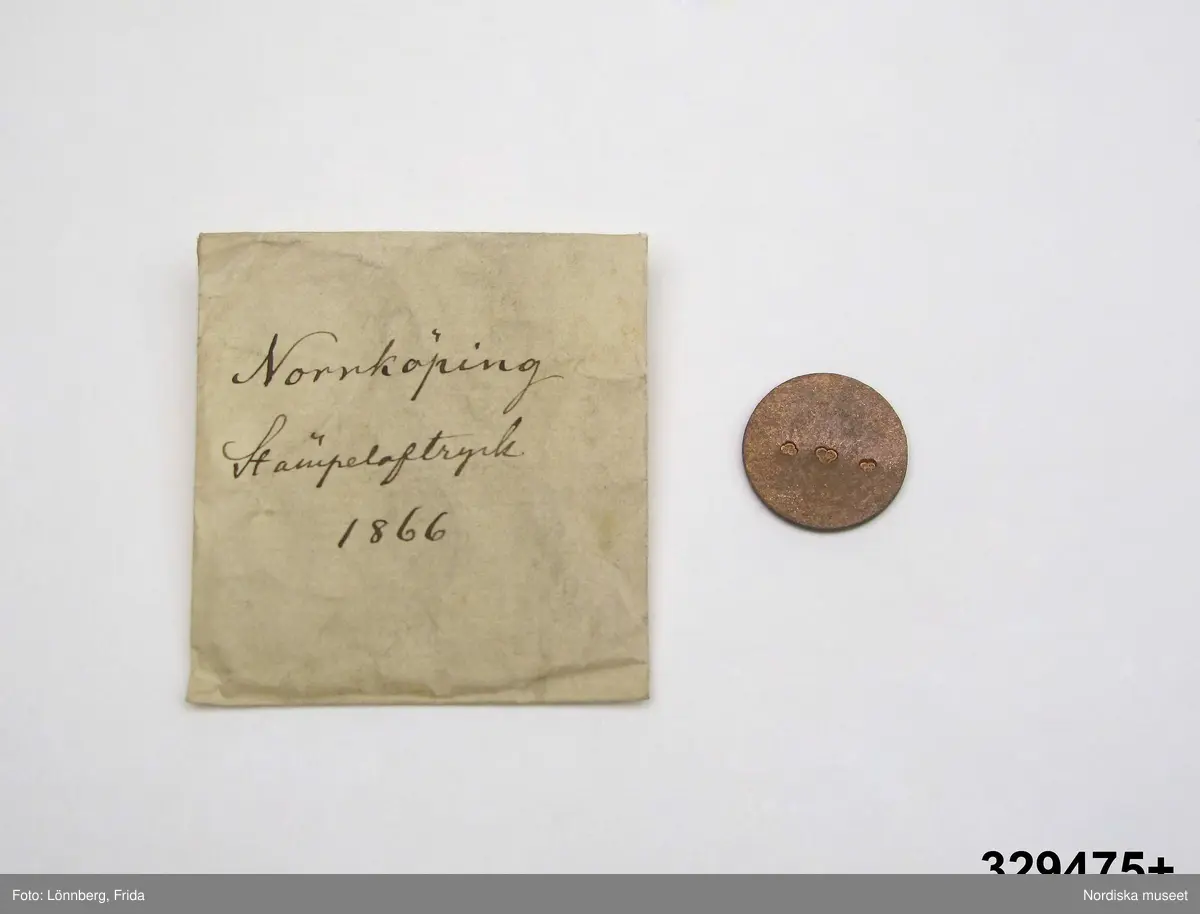 Norrköping
Stämpelaftryck
1866
329475+
Foto: Lönnberg, Frida
Nordiska museet